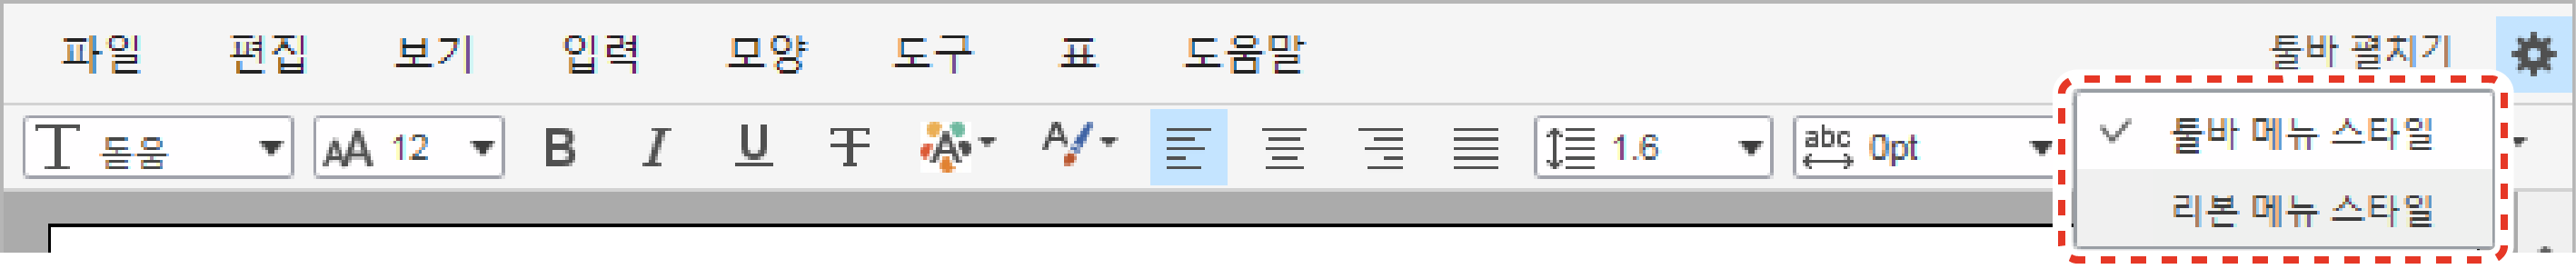 파일 편집 보기 입력 모양 도구 표 도움말 툴바 펼치기
돋움 12 B I U T A A 1.6 abc 0pt
툴바 메뉴 스타일
리본 메뉴 스타일